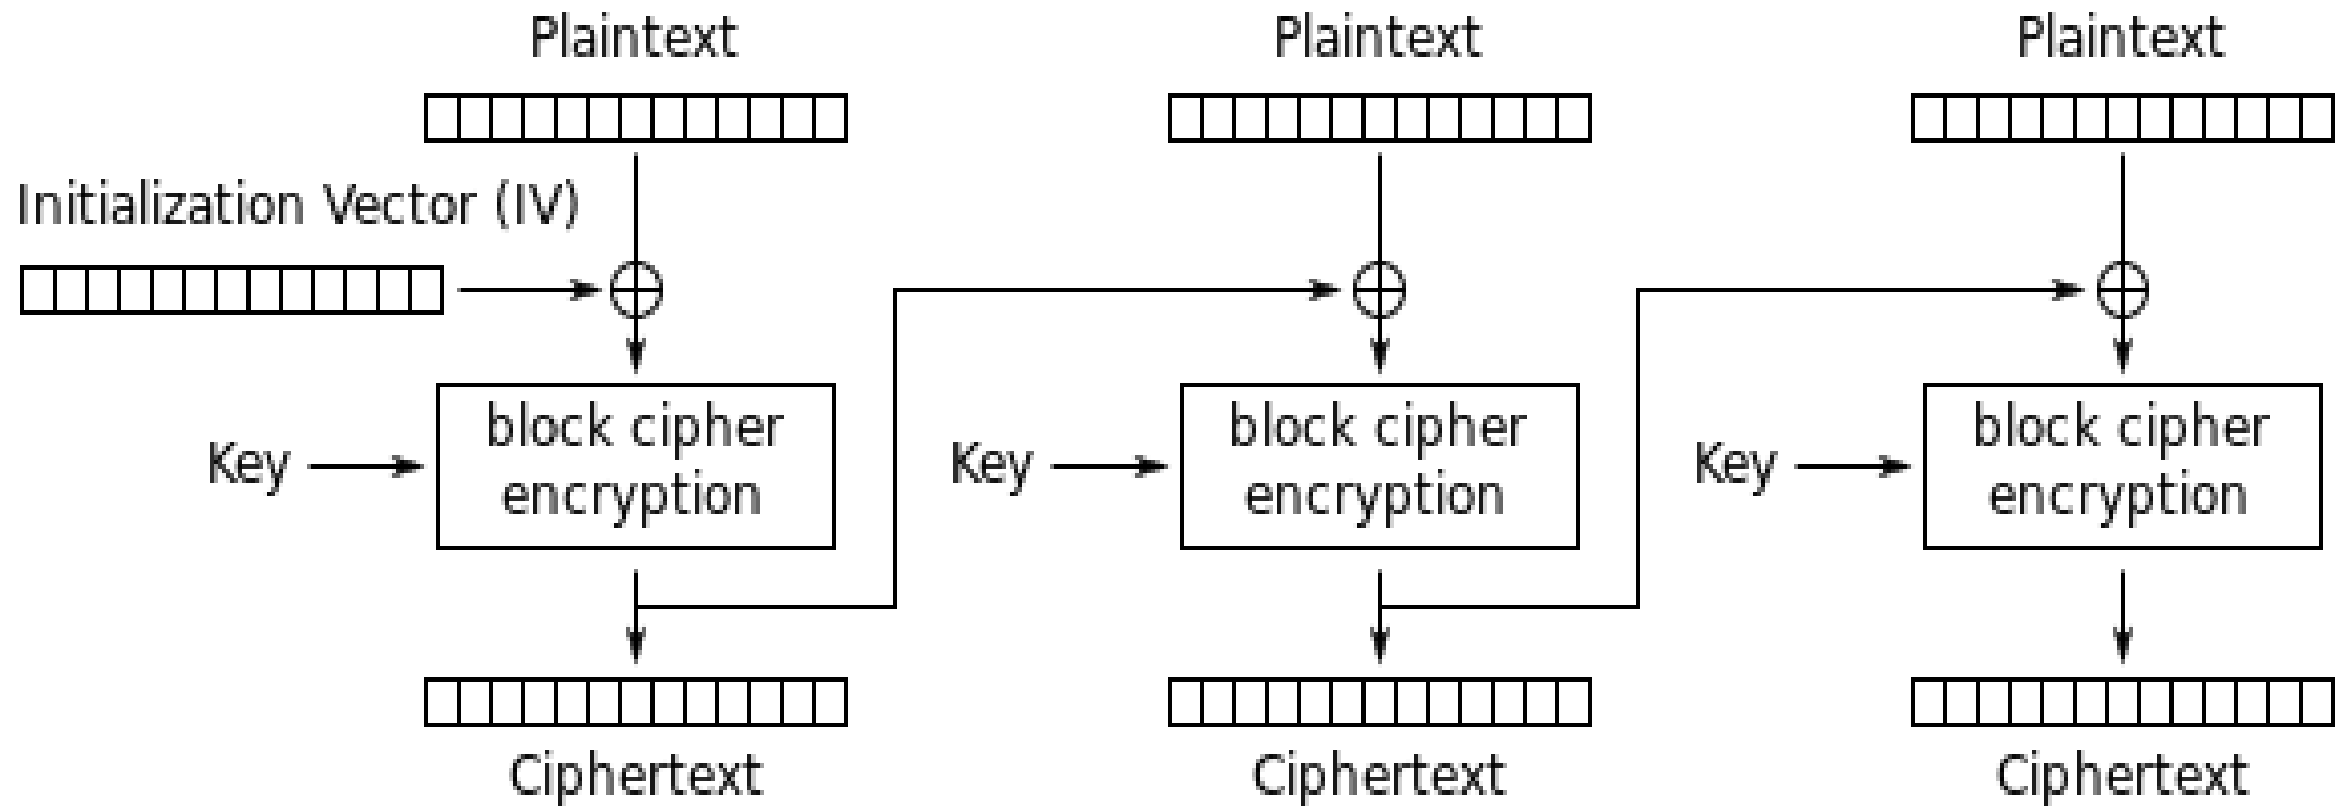 Plaintext
Plaintext
Plaintext
Initialization Vector (IV)
Key
block cipher
encryption
Key
block cipher
encryption
Key
block cipher
encryption
Ciphertext
Ciphertext
Ciphertext